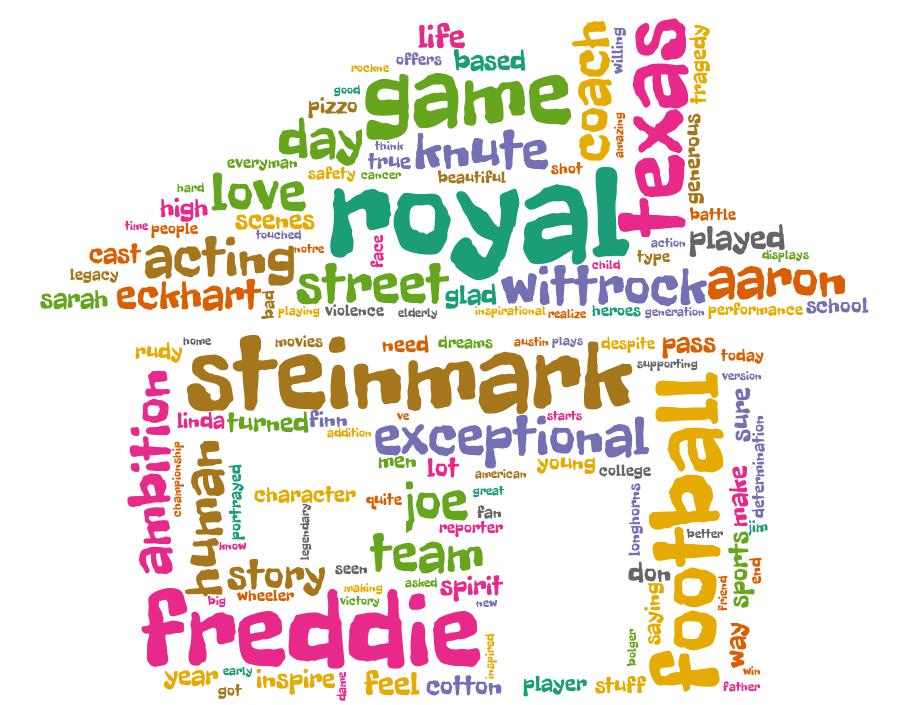 life
offers
based
rockne
good
game
pizzo
day
think
true
knute
coach
willing
amazing
texas
tragedy
generous
everyman
safety
cancer
beautiful
shot
hard
love
royal
high
scenes
time
people
touched
battle
face
action
played
cast
acting
notre
type
displays
child
legacy
street
sarah
eckhart
bad
glad
wittrock
aaron
playing
violence
elderly
inspirational
realize
heroes
generation
performance
school
home
movies
need
dreams
austin
plays
despite
pass
today
rudy
steinmark
supporting
version
ambition
linda
turned
finn
addition
ve
starts
exceptional
football
sure
determination
championship
human
portrayed
men
lot
american
young
college
character
quite
joe
great
fan
longhorns
make
legendary
reporter
better
jill
know
team
story
seen
don
sports
end
making
asked
spirit
big
wheeler
victory
new
friend
saying
freddie
bolger
way
inspired
win
year
early
inspire
dame
feel
cotton
player
stuff
father
got